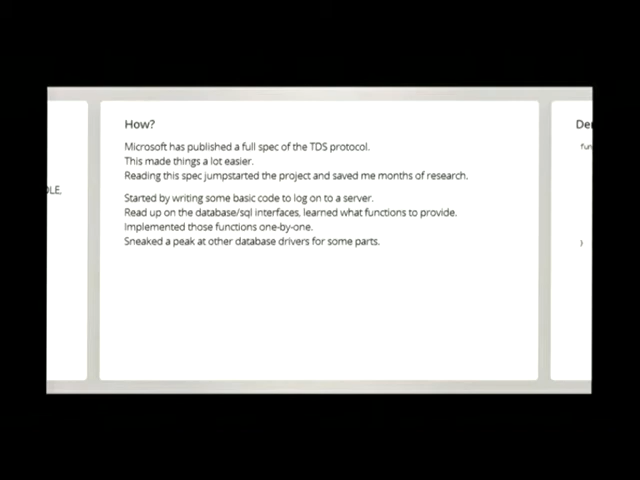 How?
Microsoft has published a full spec of the TDS protocol.
This made things a lot easier.
Reading this spec jumpstarted the project and saved me months of research.
Started by writing some basic code to log on to a server.
Read up on the database/sql interfaces, learned what functions to provide.
Implemented those functions one-by-one.
Sneaked a peak at other database drivers for some parts.